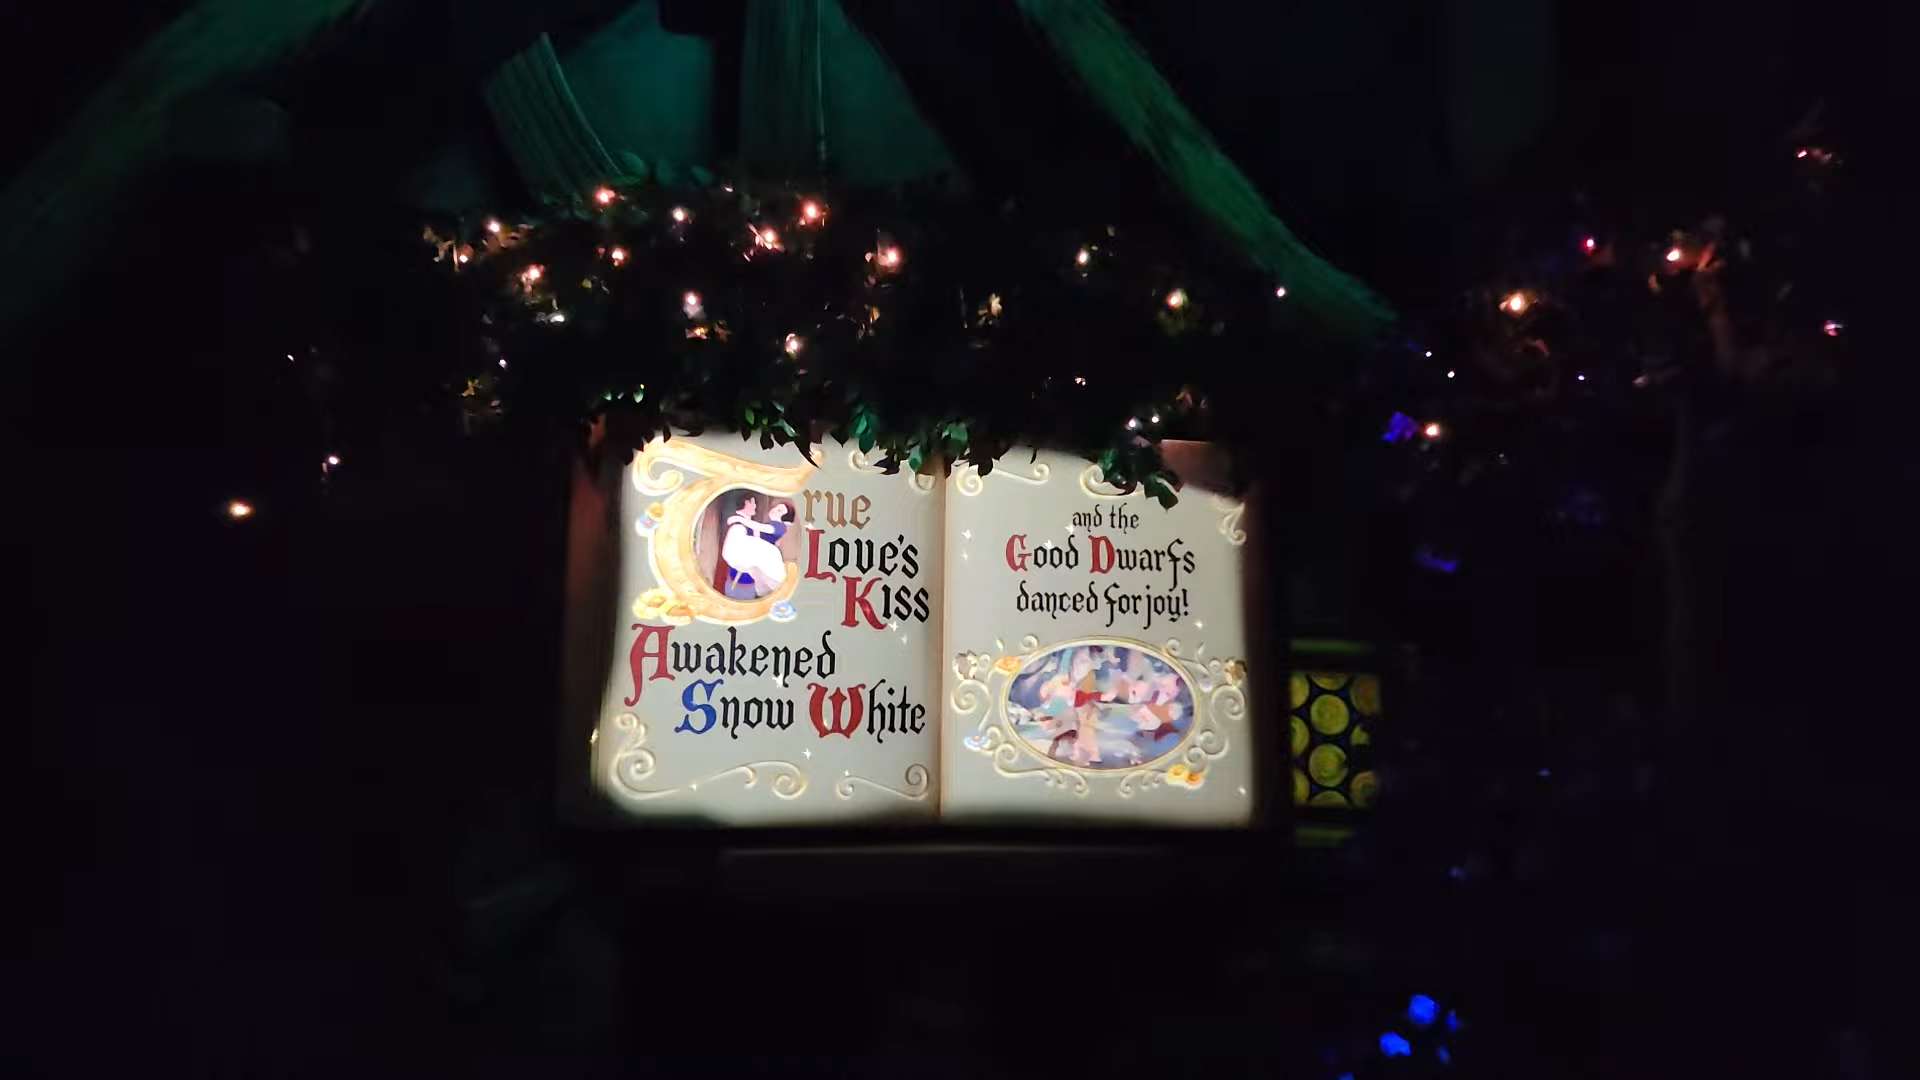 True
Love's
Kiss
Awakened
Snow White
and the
Good Dwarfs
danced for joy!